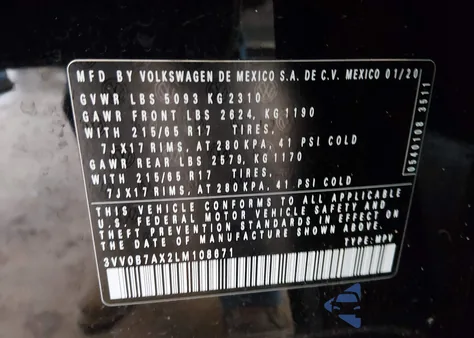 MFD BY VOLKSWAGEN DE MEXICO S.A. DE C.V. MEXICO 01/20
GVWR LBS 5093 KG 2310
GAWR FRONT LBS 2624, KG 1190
WITH 215/65 R17 TIRES,
7JX17 RIMS, AT 280 KPA, 41 PSI COLD
GAWR REAR LBS 2579, KG 1170
WITH 215/65 R17 TIRES,
7JX17 RIMS, AT 280 KPA, 41 PSI COLD
THIS VEHICLE CONFORMS TO ALL APPLICABLE
U.S. FEDERAL MOTOR VEHICLE SAFETY AND
THEFT PREVENTION STANDARDS IN EFFECT ON
THE DATE OF MANUFACTURE SHOWN ABOVE.
3VV0B7AX2LM108671 TYPE: MPV
0540108 3511